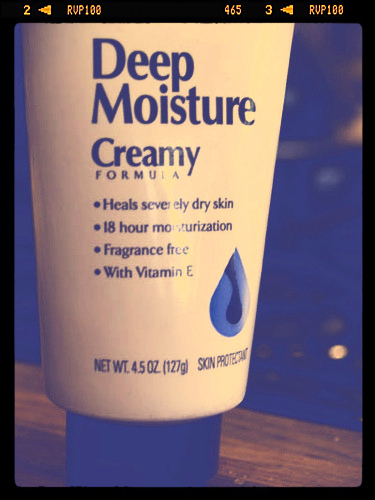 2 ◄ RVP100 465 3 ◄ RVP100
Deep
Moisture
Creamy
FORMULA
• Heals severely dry skin
• 18 hour moisturization
• Fragrance free
• With Vitamin E
NET WT. 4.5 OZ. (127g) SKIN PROTECTANT